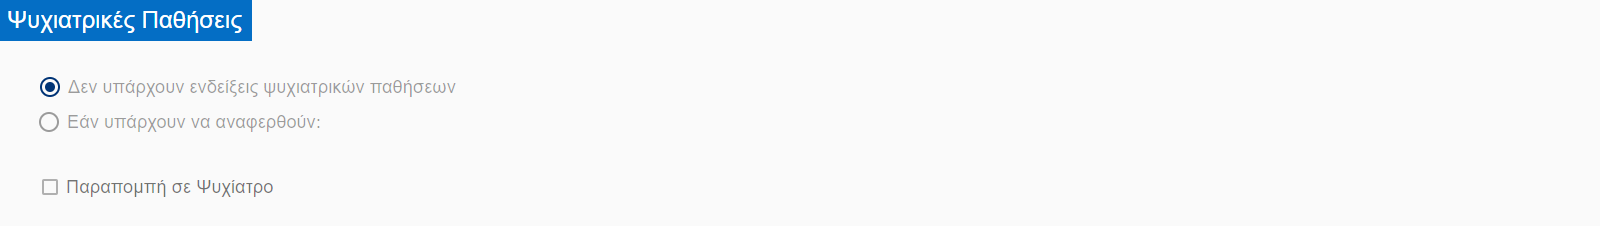 Ψυχιατρικές Παθήσεις
Δεν υπάρχουν ενδείξεις ψυχιατρικών παθήσεων
Εάν υπάρχουν να αναφερθούν:
Παραπομπή σε Ψυχίατρο